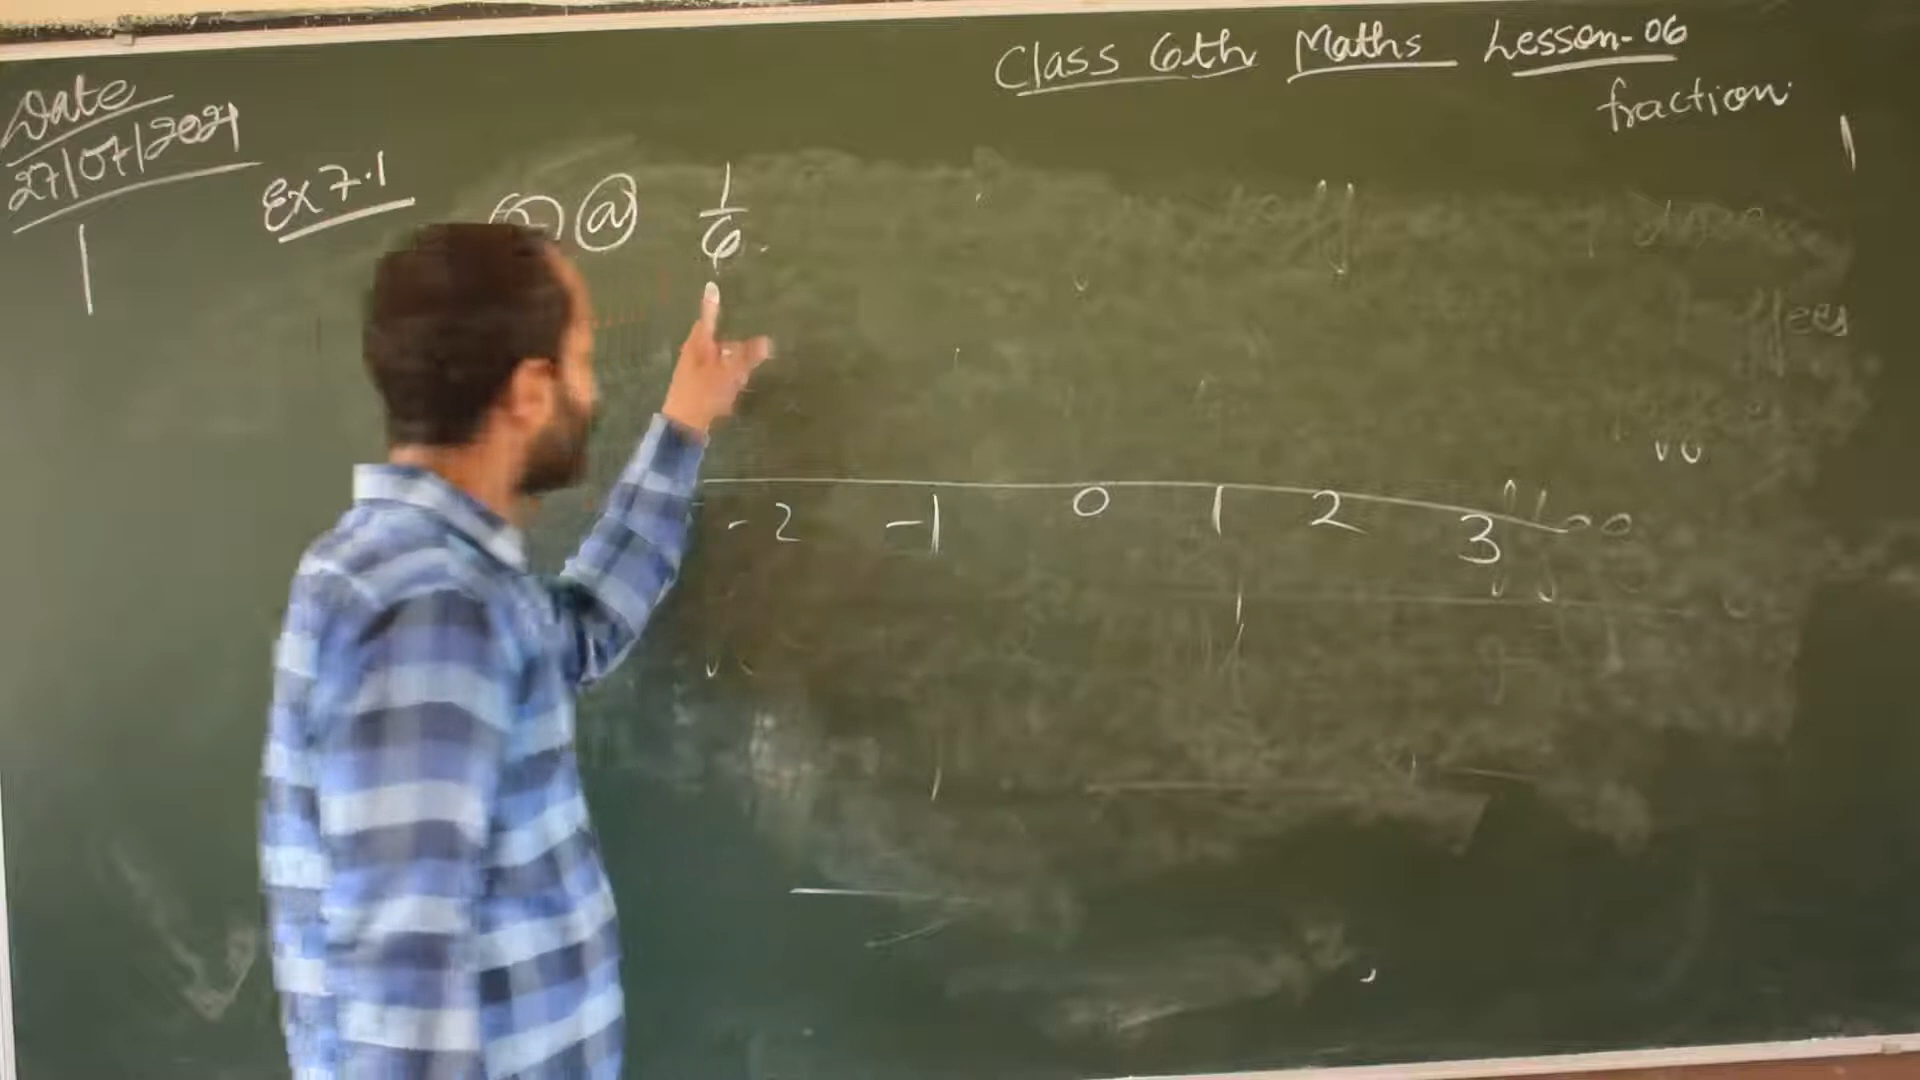 Class 6th Maths Lesson-06
fraction.
Date
27/07/2021
Ex 7.1
(a) 1/6
-2 -1 0 1 2 3